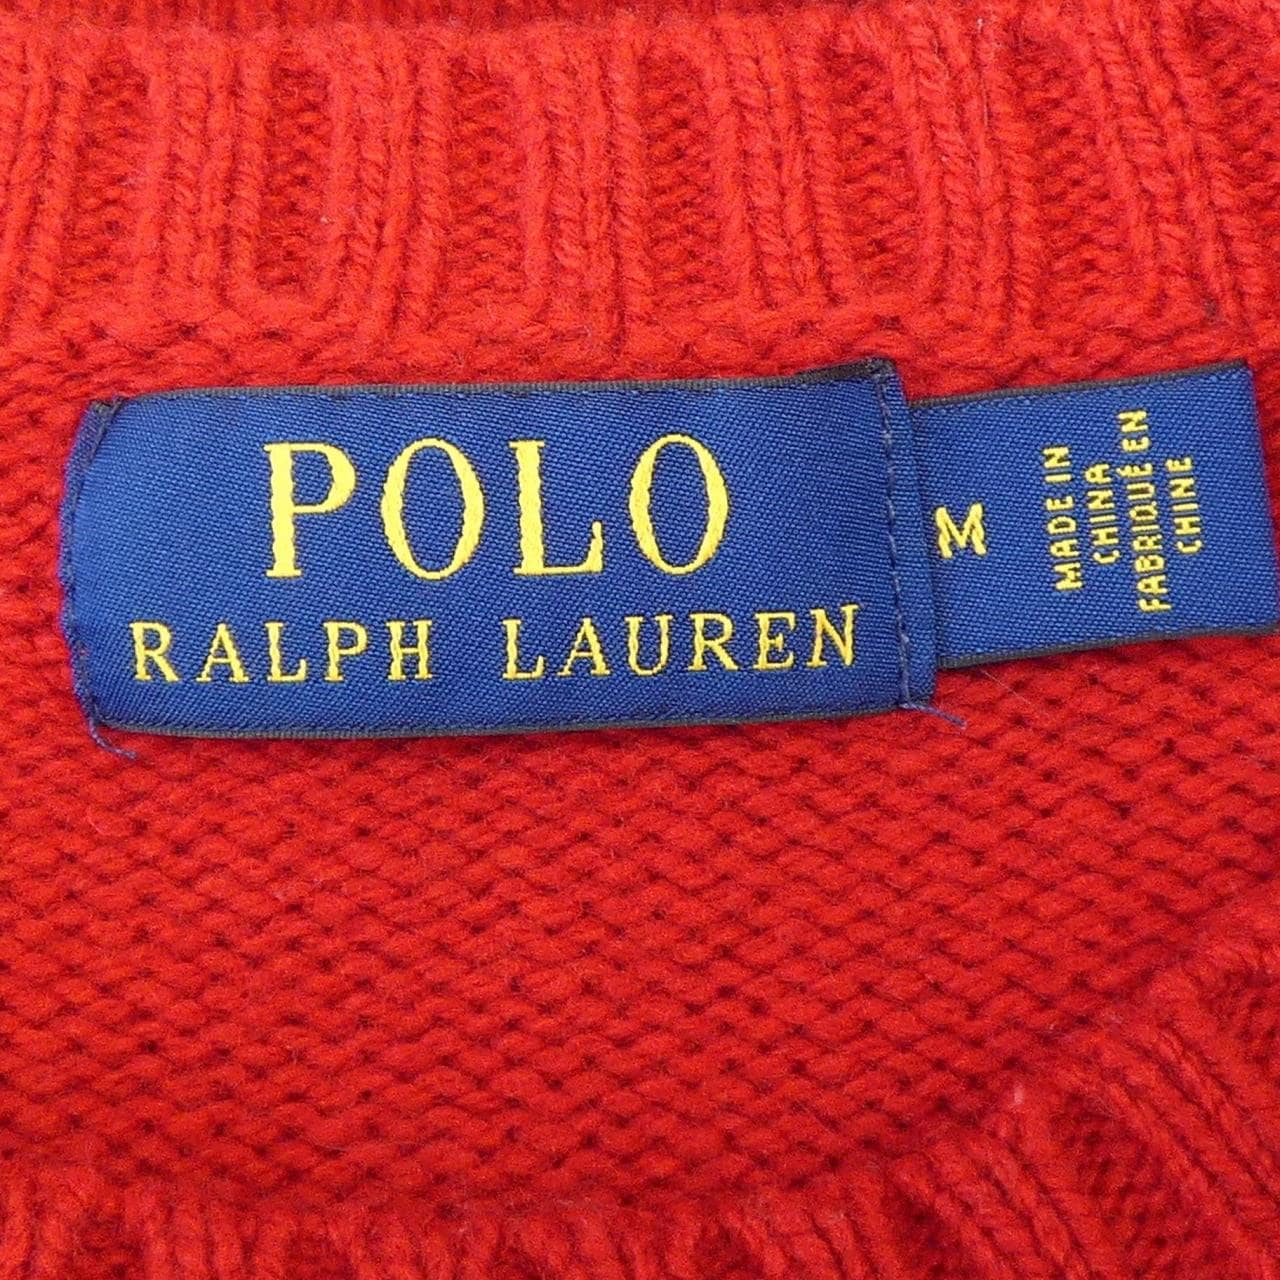 POLO
RALPH LAUREN
M
MADE IN
CHINA
FABRIQUÉ EN
CHINE